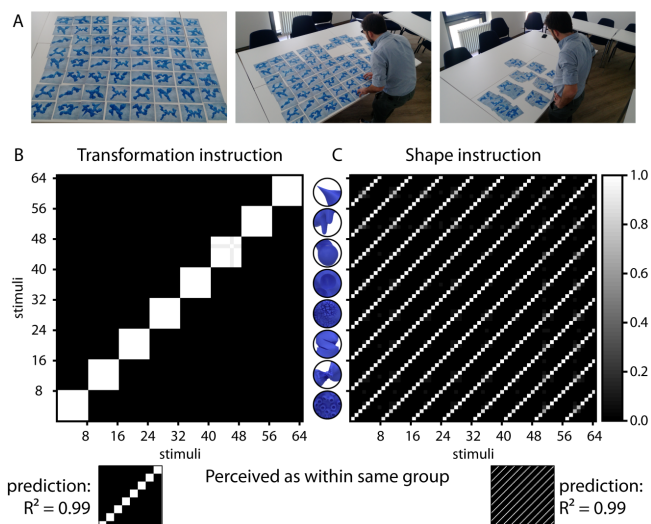 A
B Transformation instruction
C Shape instruction
64
56
48
40
32
24
16
8
stimuli
8 16 24 32 40 48 56 64
stimuli
8 16 24 32 40 48 56 64
stimuli
1.0
0.8
0.6
0.4
0.2
0.0
Perceived as within same group
prediction:
R² = 0.99
prediction:
R² = 0.99